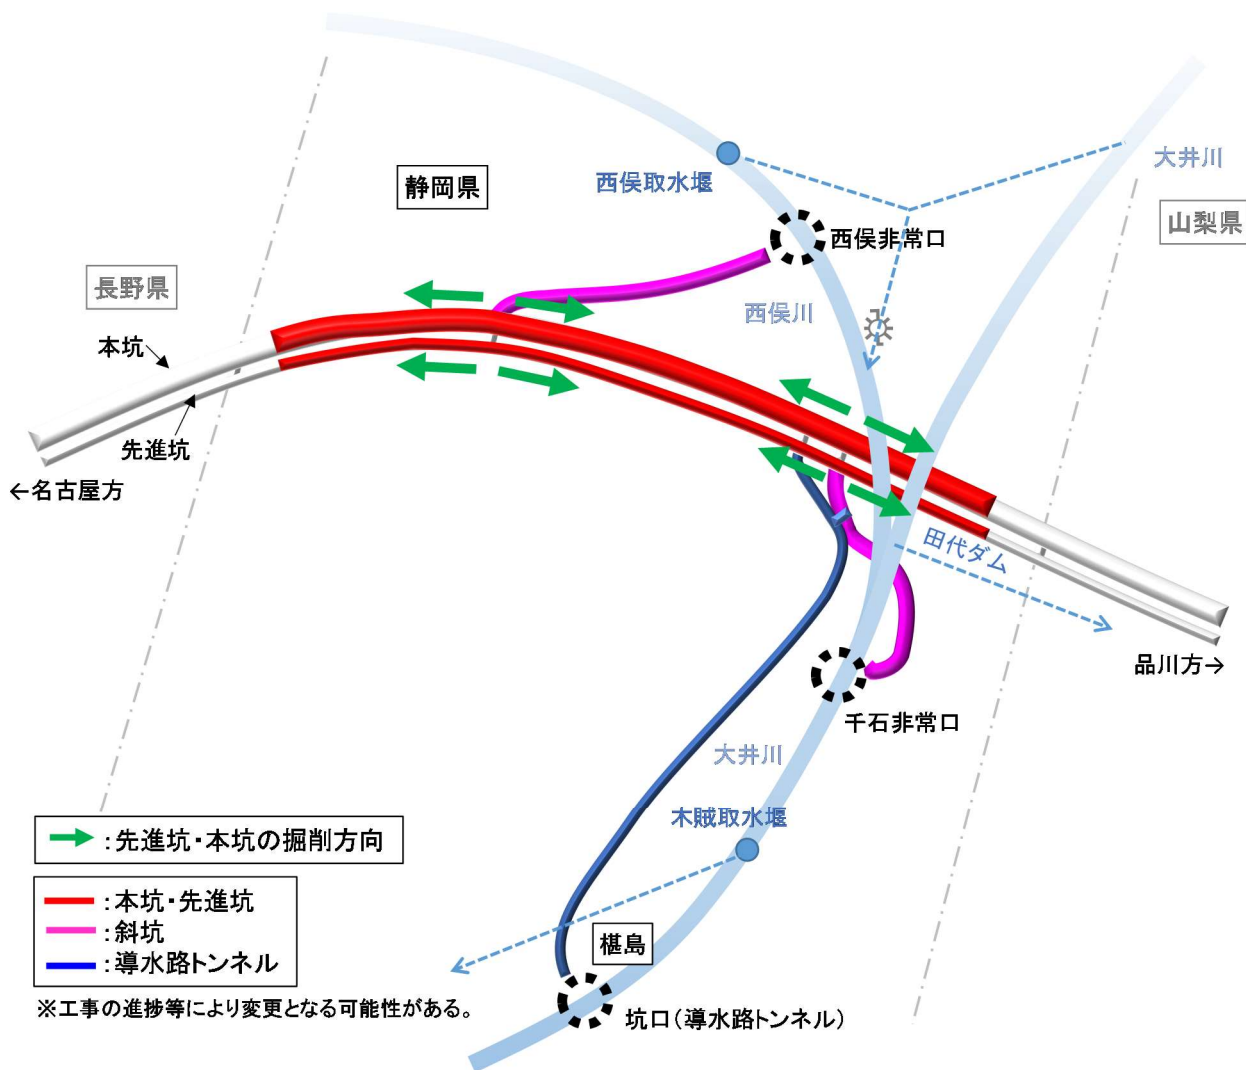 大井川
西俣取水堰
静岡県
山梨県
西俣非常口
長野県
西俣川
本坑
先進坑
←名古屋方
田代ダム
品川方→
千石非常口
大井川
木賊取水堰
:先進坑・本坑の掘削方向
:本坑・先進坑
:斜坑
:導水路トンネル
椹島
※工事の進捗等により変更となる可能性がある。
坑口(導水路トンネル)